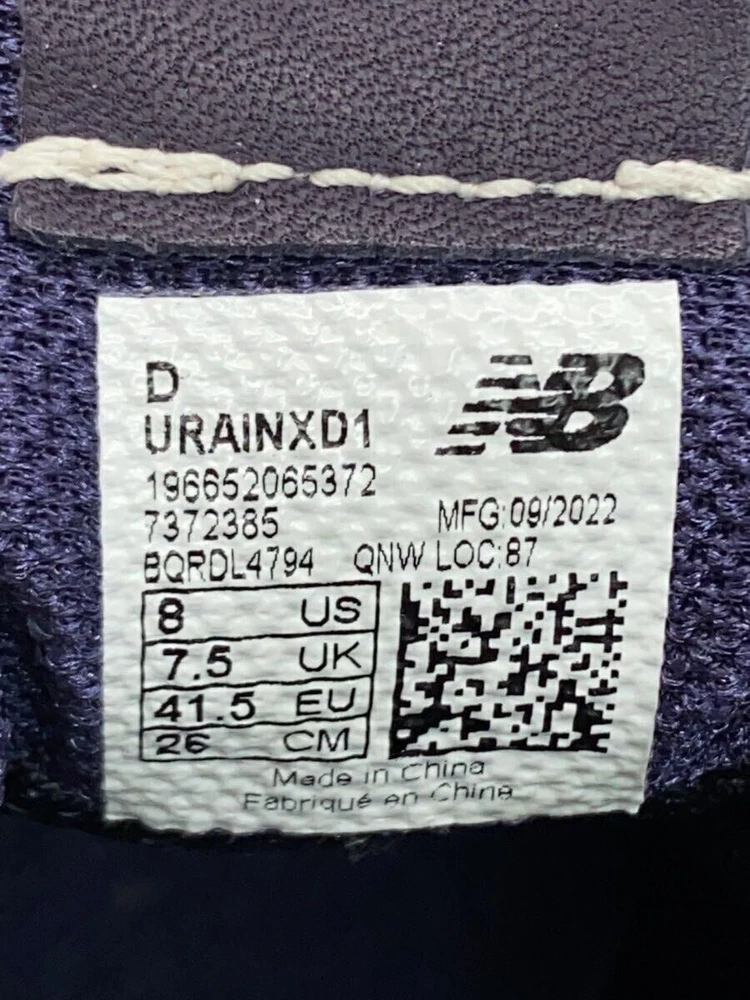 D
NB
URAINXD1
196652065372
7372385
MFG:09/2022
BQRDL4794 QNW LOC:87
8 US
7.5 UK
41.5 EU
26 CM
Made in China
Fabriqué en Chine